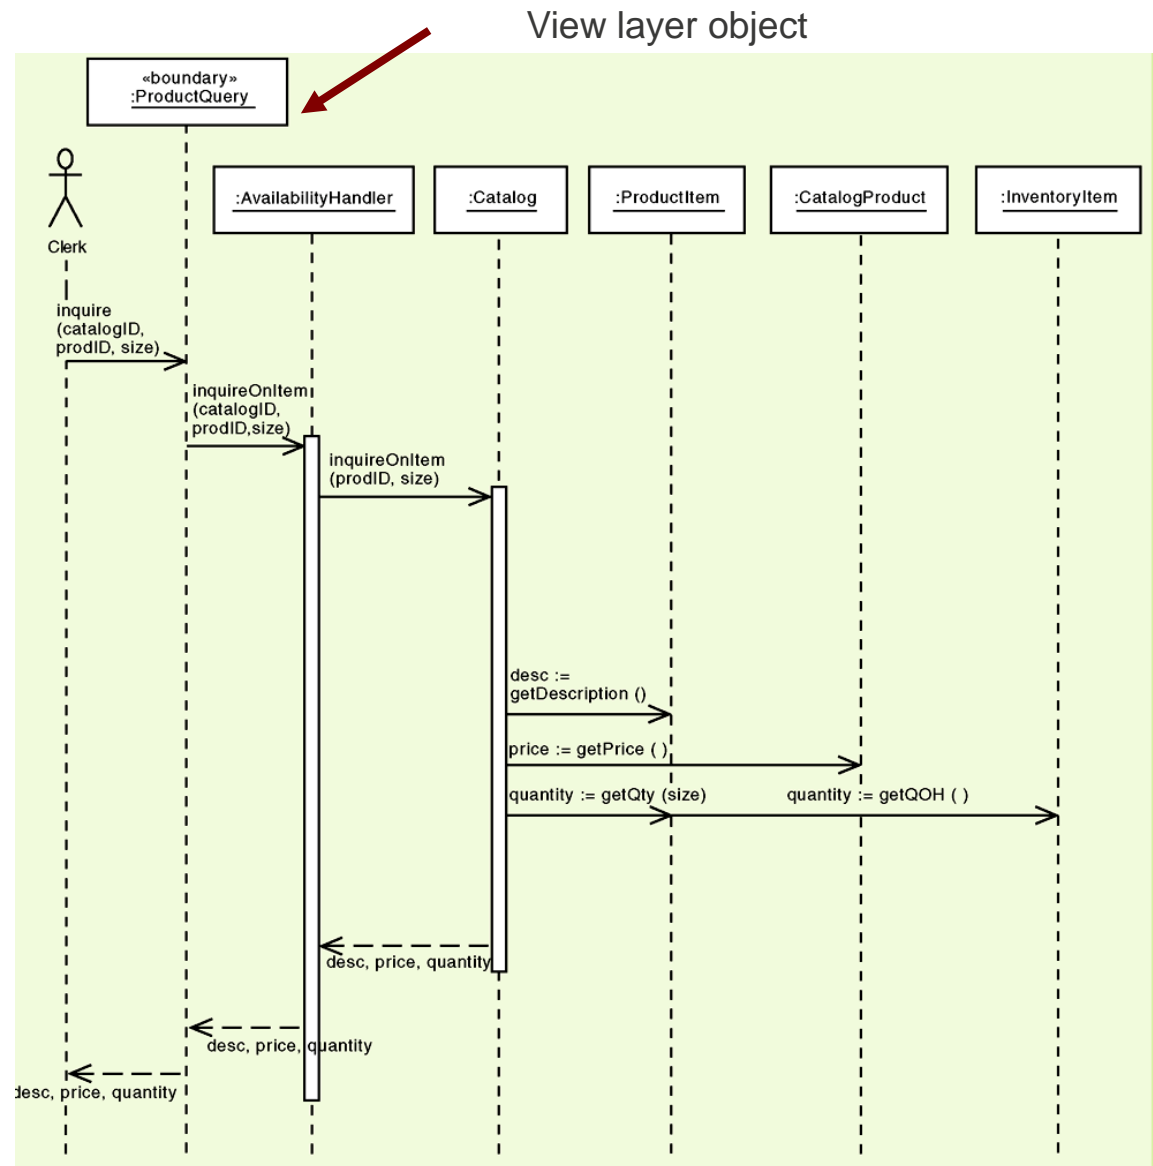 View layer object
«boundary»
:ProductQuery
Clerk
:AvailabilityHandler
:Catalog
:ProductItem
:CatalogProduct
:InventoryItem
inquire
(catalogID,
prodID, size)
inquireOnItem
(catalogID,
prodID,size)
inquireOnItem
(prodID, size)
desc :=
getDescription ()
price := getPrice ( )
quantity := getQty (size)
quantity := getQOH ( )
desc, price, quantity
desc, price, quantity
desc, price, quantity